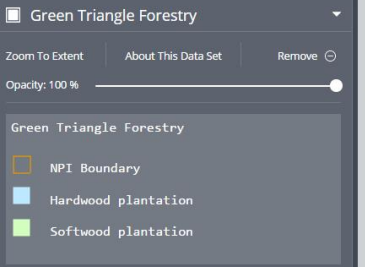 Green Triangle Forestry
Zoom To Extent About This Data Set Remove
Opacity: 100 %
Green Triangle Forestry
NPI Boundary
Hardwood plantation
Softwood plantation